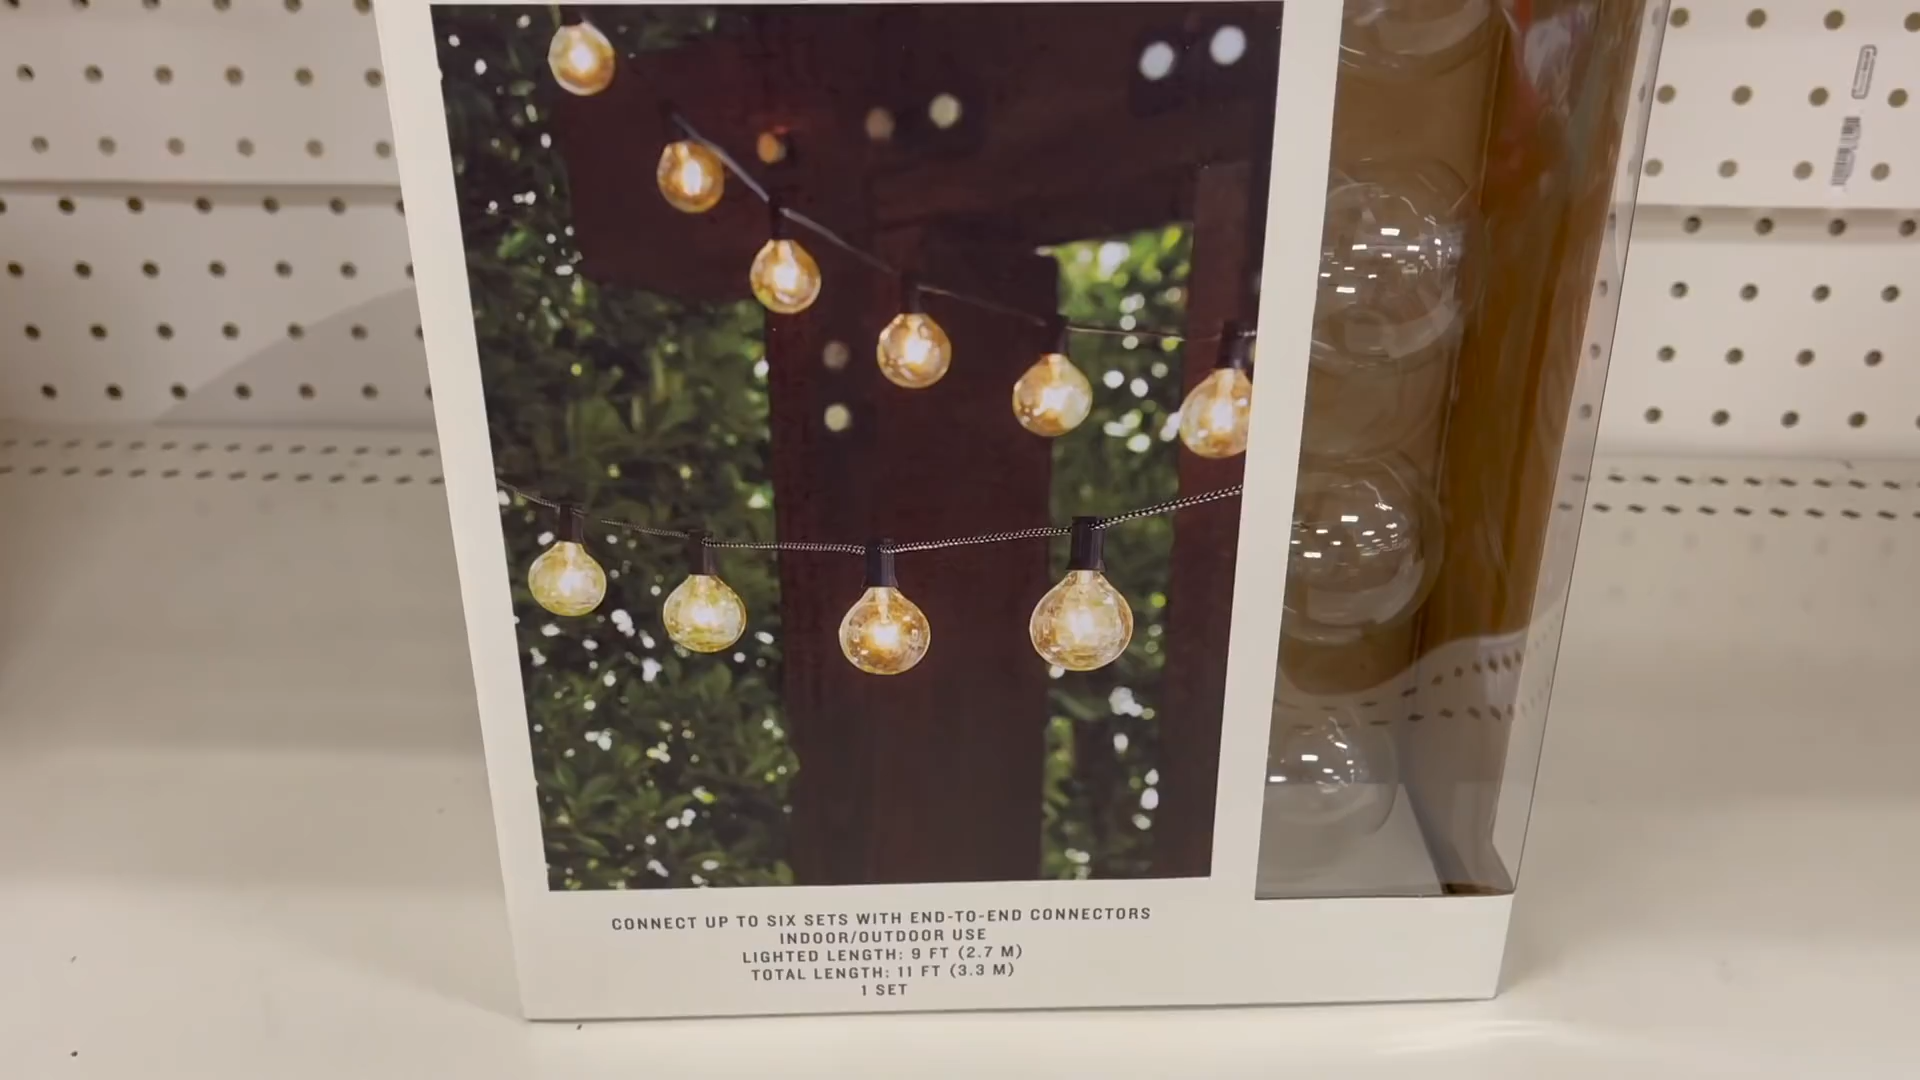 CONNECT UP TO SIX SETS WITH END-TO-END CONNECTORS
INDOOR/OUTDOOR USE
LIGHTED LENGTH: 9 FT (2.7 M)
TOTAL LENGTH: 11 FT (3.3 M)
1 SET